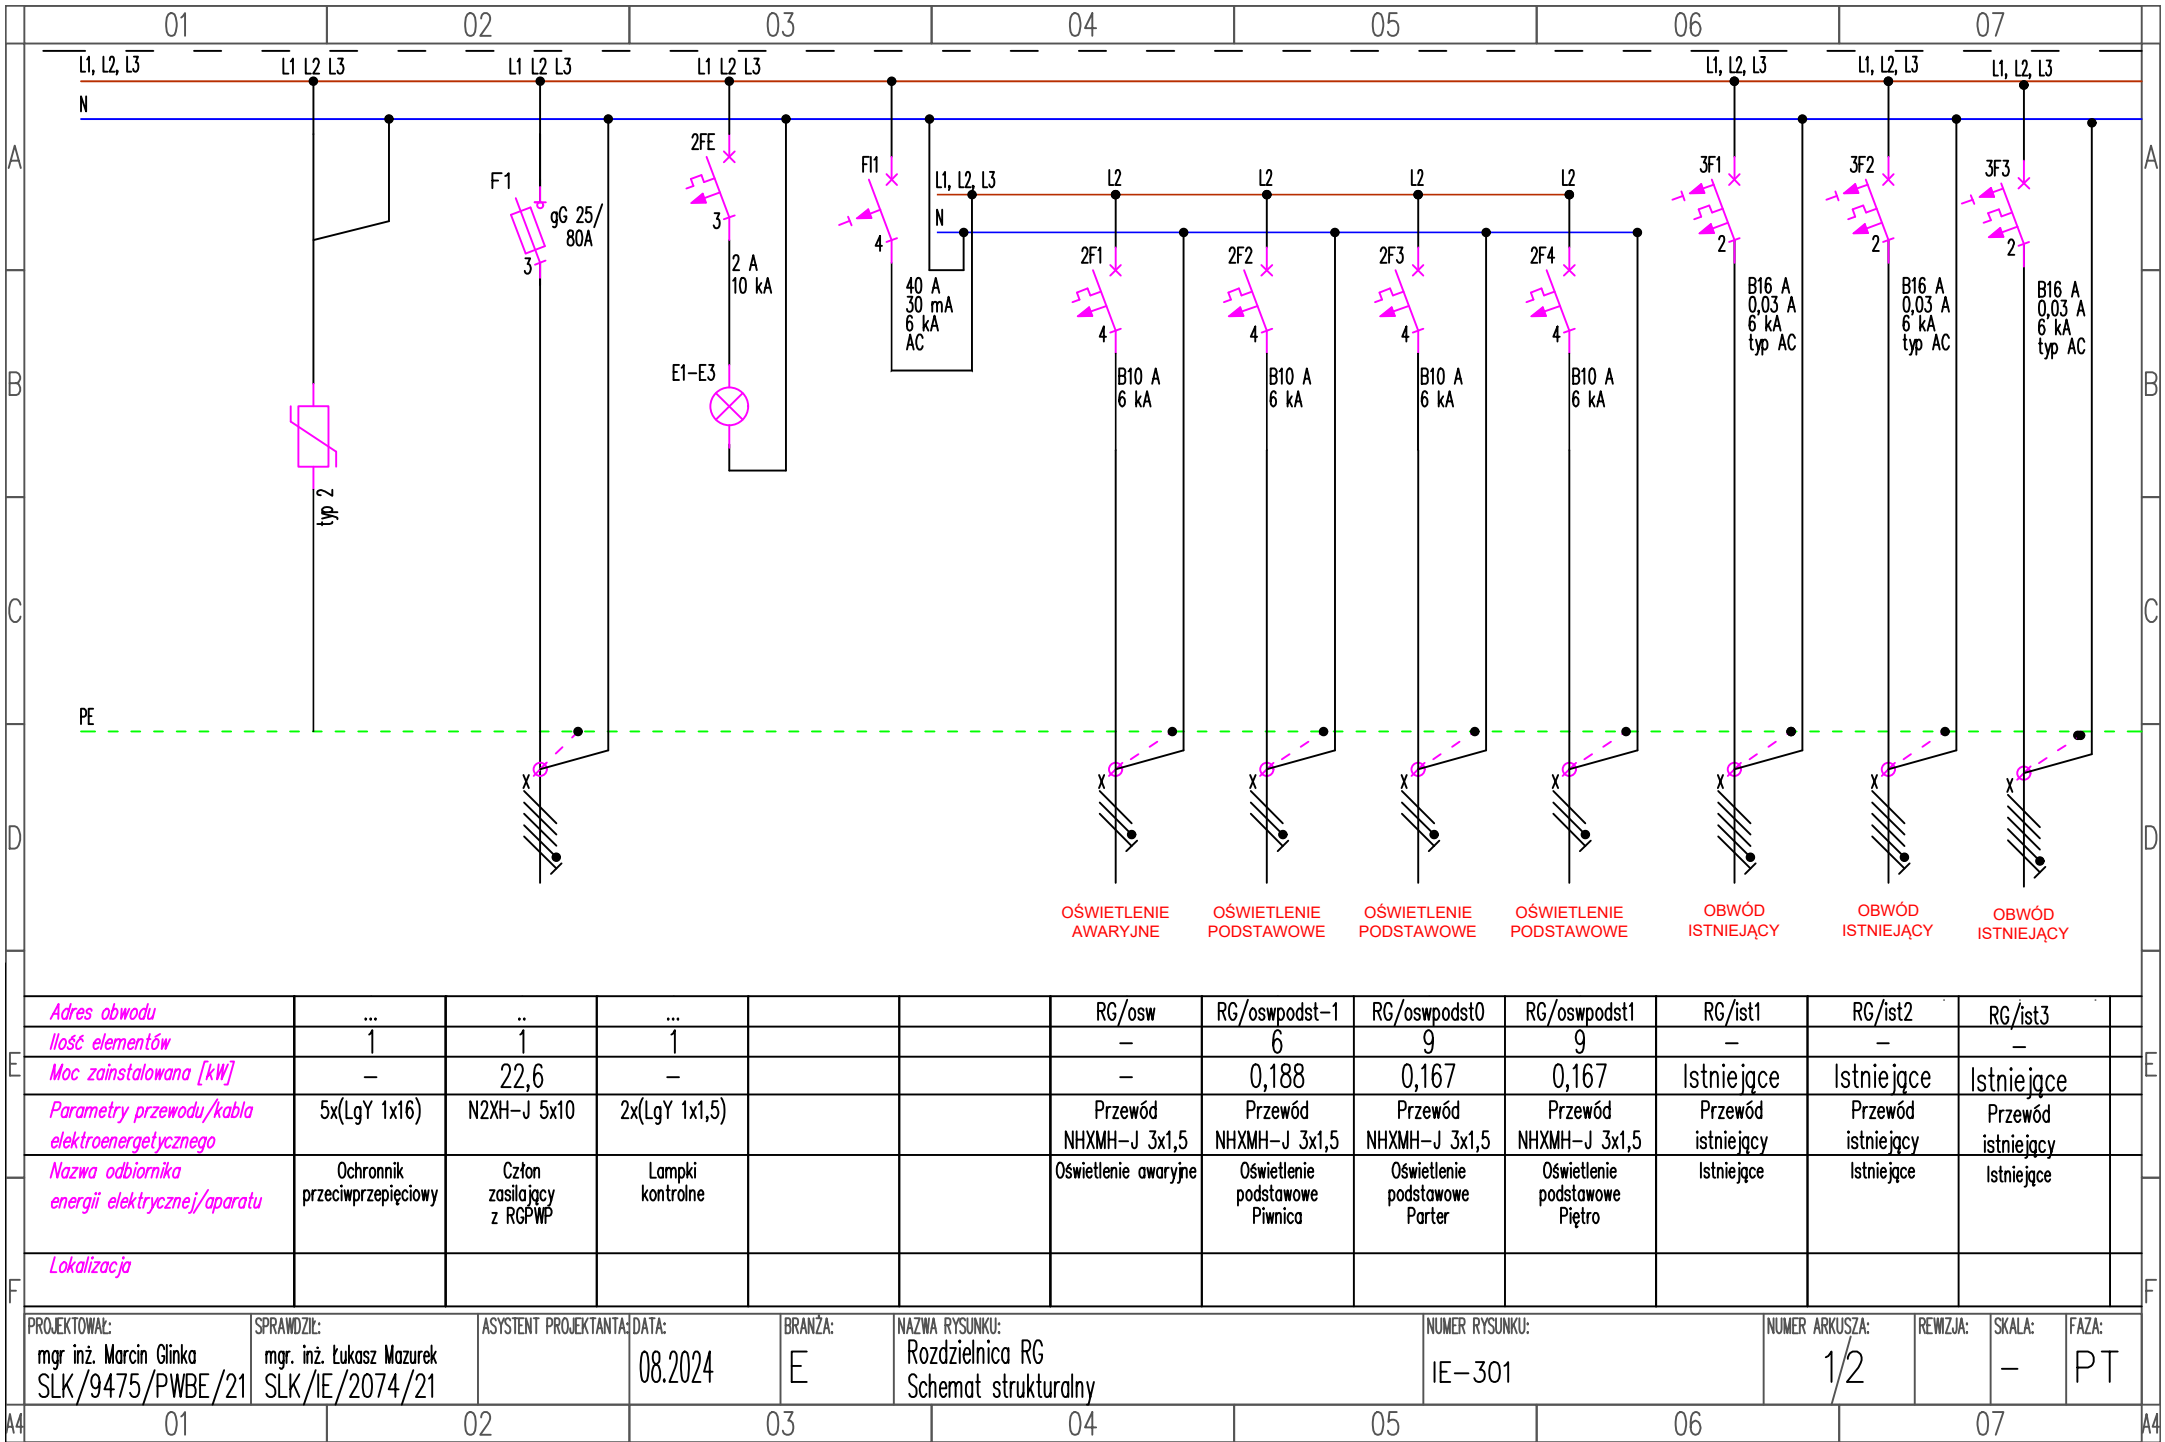 01 02 03 04 05 06 07
L1, L2, L3
L1 L2 L3
L1 L2 L3
L1 L2 L3
L1, L2, L3
L1, L2, L3
L1, L2, L3
N
A
A
2FE
3
F1
gG 25/
80A
3
FI1
4
L1, L2, L3
N
L2
L2
L2
L2
3F1
2
3F2
2
3F3
2
2F1
4
2F2
4
2F3
4
2F4
4
2 A
10 kA
40 A
30 mA
6 kA
AC
B16 A
0,03 A
6 kA
typ AC
B16 A
0,03 A
6 kA
typ AC
B16 A
0,03 A
6 kA
typ AC
B
B
E1-E3
B10 A
6 kA
B10 A
6 kA
B10 A
6 kA
B10 A
6 kA
typ 2
C
C
PE
X
X
X
X
X
X
X
X
D
D
OŚWIETLENIE
AWARYJNE
OŚWIETLENIE
PODSTAWOWE
OŚWIETLENIE
PODSTAWOWE
OŚWIETLENIE
PODSTAWOWE
OBWÓD
ISTNIEJĄCY
OBWÓD
ISTNIEJĄCY
OBWÓD
ISTNIEJĄCY
Adres obwodu ... .. ... RG/osw RG/oswpodst-1 RG/oswpodst0 RG/oswpodst1 RG/ist1 RG/ist2 RG/ist3
Ilość elementów 1 1 1 - 6 9 9 - - -
E
E
Moc zainstalowana [kW] - 22,6 - - 0,188 0,167 0,167 Istniejące Istniejące Istniejące
Parametry przewodu/kabla
elektroenergetycznego
5x(LgY 1x16)
N2XH-J 5x10
2x(LgY 1x1,5)
Przewód
NHXMH-J 3x1,5
Przewód
NHXMH-J 3x1,5
Przewód
NHXMH-J 3x1,5
Przewód
NHXMH-J 3x1,5
Przewód
istniejący
Przewód
istniejący
Przewód
istniejący
Nazwa odbiornika
energii elektrycznej/aparatu
Ochronnik
przeciwprzepięciowy
Człon
zasilający
z RGPWP
Lampki
kontrolne
Oświetlenie awaryjne
Oświetlenie
podstawowe
Piwnica
Oświetlenie
podstawowe
Parter
Oświetlenie
podstawowe
Piętro
Istniejące
Istniejące
Istniejące
Lokalizacja
F
F
PROJEKTOWAŁ:
mgr inż. Marcin Glinka
SLK/9475/PWBE/21
SPRAWDZIŁ:
mgr. inż. Łukasz Mazurek
SLK/IE/2074/21
ASYSTENT PROJEKTANTA:
DATA:
08.2024
BRANŻA:
E
NAZWA RYSUNKU:
Rozdzielnica RG
Schemat strukturalny
NUMER RYSUNKU:
IE-301
NUMER ARKUSZA:
1/2
REWIZJA:
SKALA:
-
FAZA:
PT
A4 01 02 03 04 05 06 07 A4